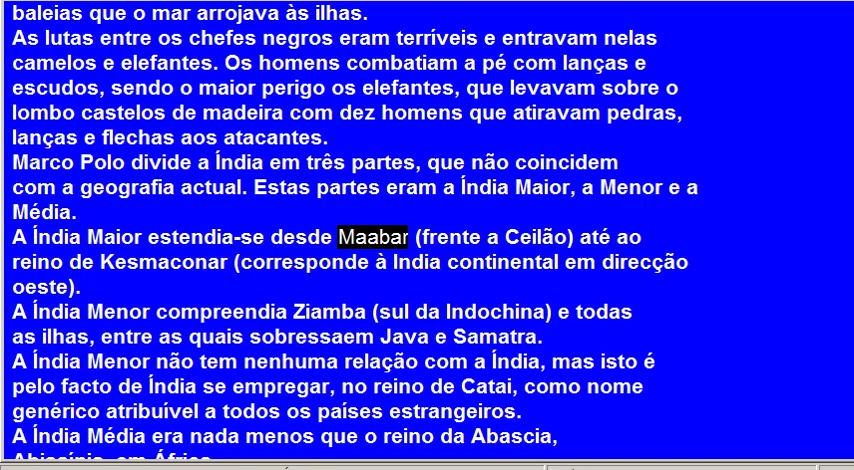 baleias que o mar arrojava às ilhas.
As lutas entre os chefes negros eram terríveis e entravam nelas
camelos e elefantes. Os homens combatiam a pé com lanças e
escudos, sendo o maior perigo os elefantes, que levavam sobre o
lombo castelos de madeira com dez homens que atiravam pedras,
lanças e flechas aos atacantes.
Marco Polo divide a Índia em três partes, que não coincidem
com a geografia actual. Estas partes eram a Índia Maior, a Menor e a
Média.
A Índia Maior estendia-se desde Maabar (frente a Ceilão) até ao
reino de Kesmaconar (corresponde à India continental em direcção
oeste).
A Índia Menor compreendia Ziamba (sul da Indochina) e todas
as ilhas, entre as quais sobressaem Java e Samatra.
A Índia Menor não tem nenhuma relação com a Índia, mas isto é
pelo facto de Índia se empregar, no reino de Catai, como nome
genérico atribuível a todos os países estrangeiros.
A Índia Média era nada menos que o reino da Abascia,
Abissínia, em África